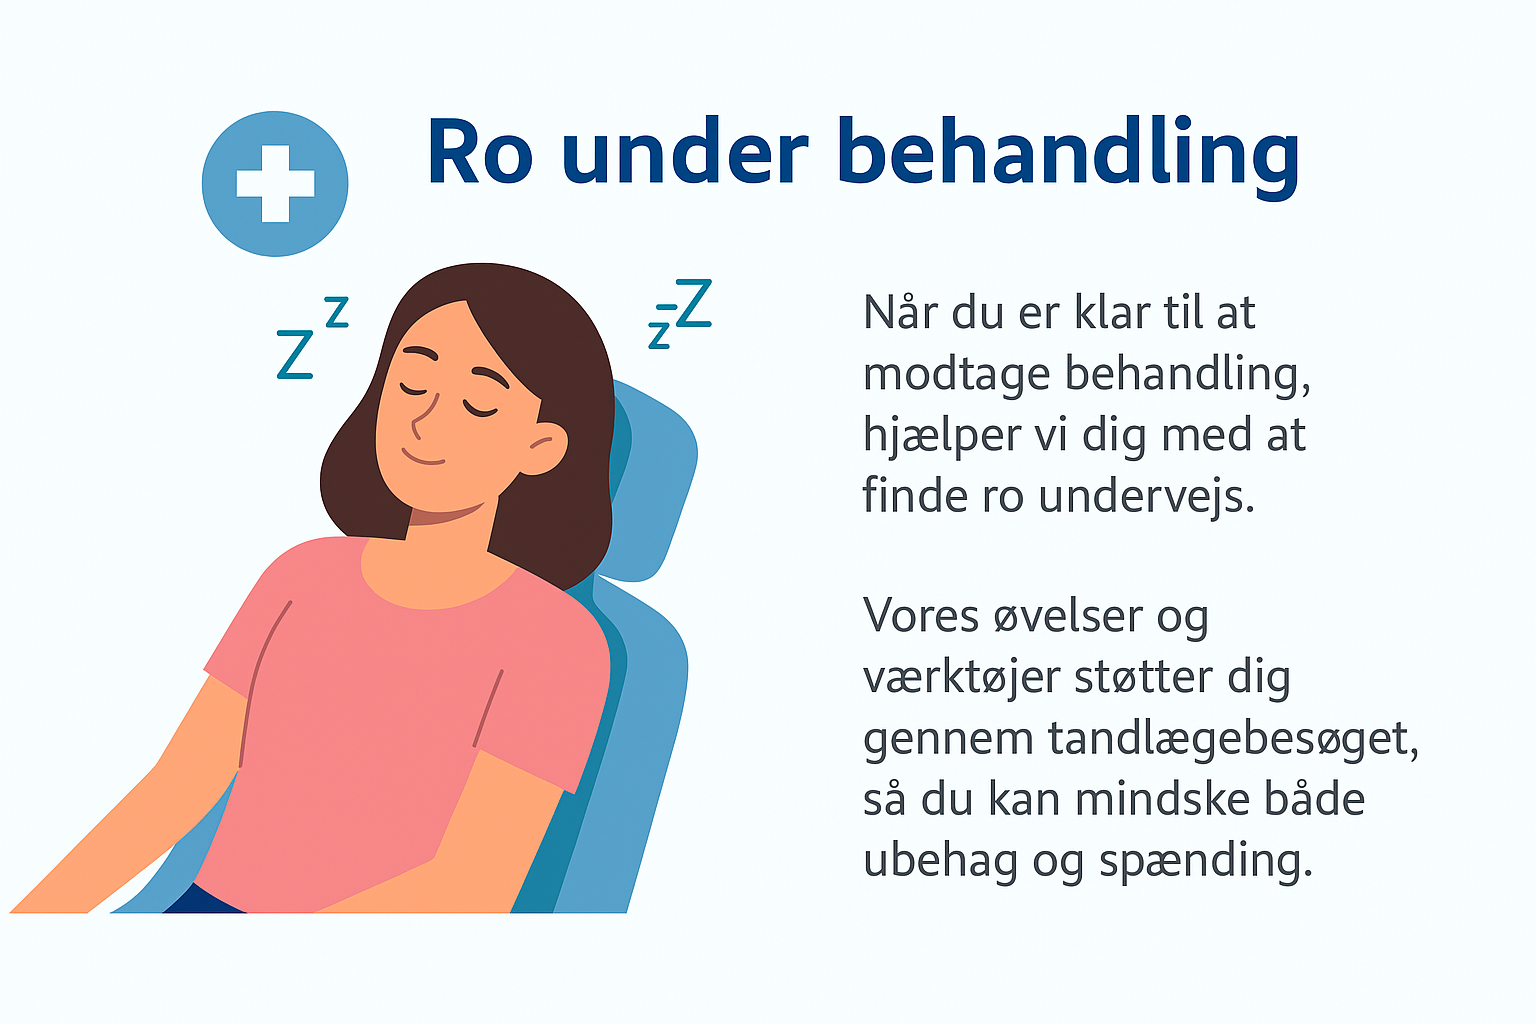 Ro under behandling
z
Z
Z
z
Når du er klar til at
modtage behandling,
hjælper vi dig med at
finde ro undervejs.
Vores øvelser og
værktøjer støtter dig
gennem tandlægebesøget,
så du kan mindske både
ubehag og spænding.